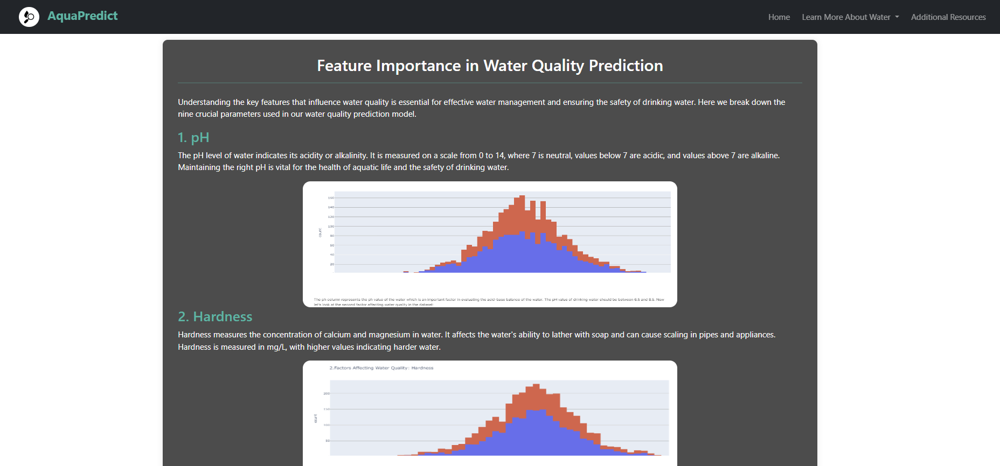 AquaPredict
Home
Learn More About Water
Additional Resources
Feature Importance in Water Quality Prediction
Understanding the key features that influence water quality is essential for effective water management and ensuring the safety of drinking water. Here we break down the
nine crucial parameters used in our water quality prediction model.
1. pH
The pH level of water indicates its acidity or alkalinity. It is measured on a scale from 0 to 14, where 7 is neutral, values below 7 are acidic, and values above 7 are alkaline.
Maintaining the right pH is vital for the health of aquatic life and the safety of drinking water.
160
140
120
100
80
60
40
20
count
The ph column represents the ph value of the water which is an important factor in evaluating the acid-base balance of the water. The pH value of drinking water should be between 6.5 and 8.5. Now
let's look at the second factor affecting water quality in the dataset:
2. Hardness
Hardness measures the concentration of calcium and magnesium in water. It affects the water's ability to lather with soap and can cause scaling in pipes and appliances.
Hardness is measured in mg/L, with higher values indicating harder water.
2.Factors Affecting Water Quality: Hardness
200
150
100
50
count